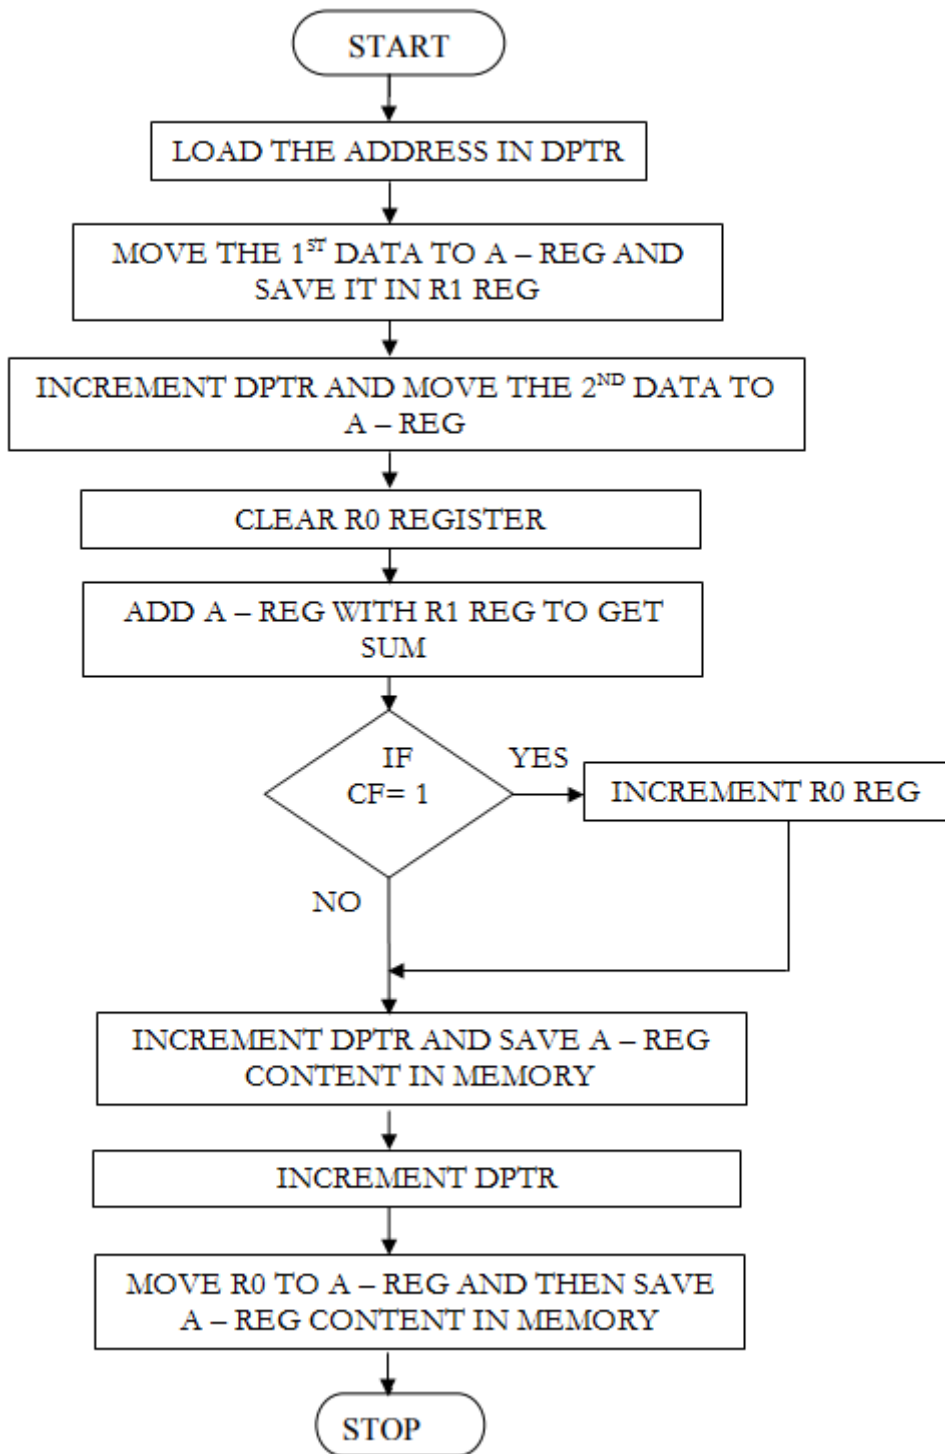 START
LOAD THE ADDRESS IN DPTR
MOVE THE 1ST DATA TO A – REG AND
SAVE IT IN R1 REG
INCREMENT DPTR AND MOVE THE 2ND DATA TO
A – REG
CLEAR R0 REGISTER
ADD A – REG WITH R1 REG TO GET
SUM
IF
CF= 1
YES
INCREMENT R0 REG
NO
INCREMENT DPTR AND SAVE A – REG
CONTENT IN MEMORY
INCREMENT DPTR
MOVE R0 TO A – REG AND THEN SAVE
A – REG CONTENT IN MEMORY
STOP